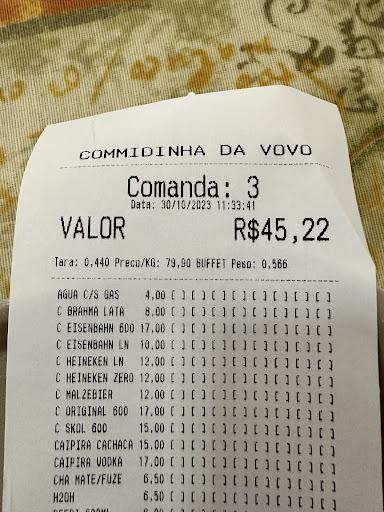 COMMIDINHA DA VOVO
Comanda: 3
Data: 30/10/2023 11:33:41
VALOR R$45,22
Tara: 0,440 Preco/KG: 79,90 BUFFET Peso: 0,566
AGUA C/S GAS 4,00 [ ] [ ] [ ] [ ] [ ] [ ] [ ] [ ]
C BRAHMA LATA 8,00 [ ] [ ] [ ] [ ] [ ] [ ] [ ] [ ]
C EISENBAHN 600 17,00 [ ] [ ] [ ] [ ] [ ] [ ] [ ] [ ]
C EISENBAHN LN 10,00 [ ] [ ] [ ] [ ] [ ] [ ] [ ] [ ]
C HEINEKEN LN 12,00 [ ] [ ] [ ] [ ] [ ] [ ] [ ] [ ]
C HEINEKEN ZERO 12,00 [ ] [ ] [ ] [ ] [ ] [ ] [ ] [ ]
C MALZEBIER 12,00 [ ] [ ] [ ] [ ] [ ] [ ] [ ] [ ]
C ORIGINAL 600 17,00 [ ] [ ] [ ] [ ] [ ] [ ] [ ] [ ]
C SKOL 600 15,00 [ ] [ ] [ ] [ ] [ ] [ ] [ ] [ ]
CAIPIRA CACHACA 15,00 [ ] [ ] [ ] [ ] [ ] [ ] [ ] [ ]
CAIPIRA VODKA 17,00 [ ] [ ] [ ] [ ] [ ] [ ] [ ] [ ]
CHA MATE/FUZE 6,50 [ ] [ ] [ ] [ ] [ ] [ ] [ ] [ ]
H2OH 6,50 [ ] [ ] [ ] [ ] [ ] [ ] [ ] [ ]